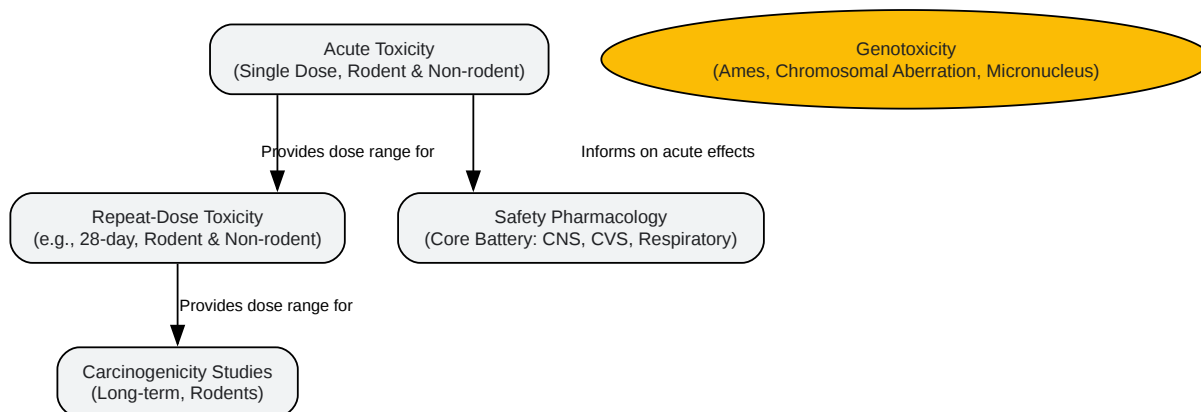 Acute Toxicity
(Single Dose, Rodent & Non-rodent)
Genotoxicity
(Ames, Chromosomal Aberration, Micronucleus)
Provides dose range for
Informs on acute effects
Repeat-Dose Toxicity
(e.g., 28-day, Rodent & Non-rodent)
Safety Pharmacology
(Core Battery: CNS, CVS, Respiratory)
Provides dose range for
Carcinogenicity Studies
(Long-term, Rodents)